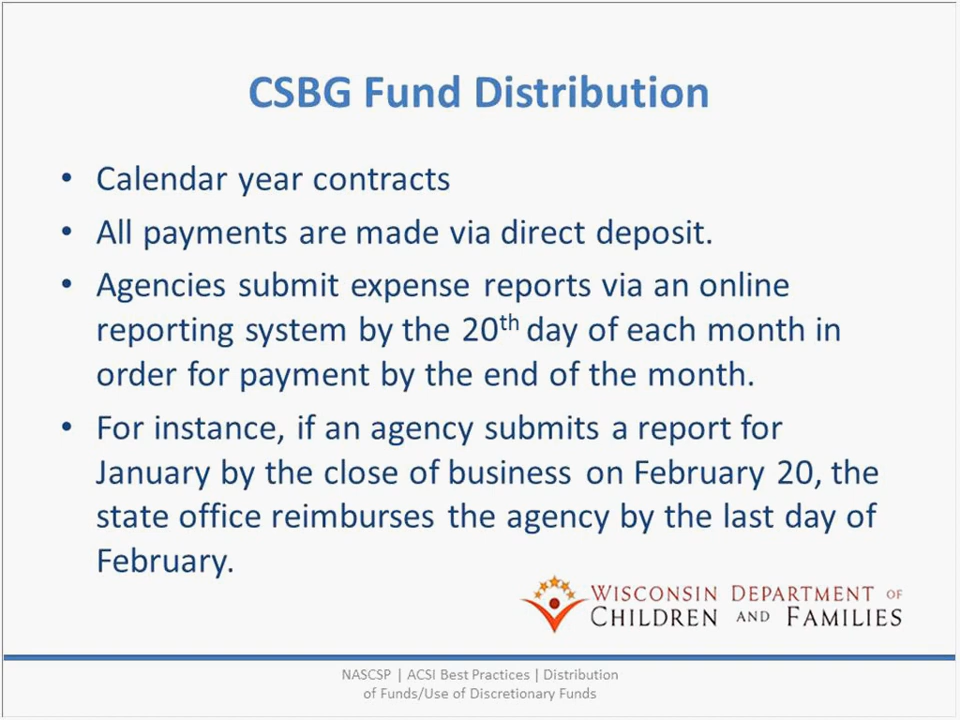 CSBG Fund Distribution
• Calendar year contracts
• All payments are made via direct deposit.
• Agencies submit expense reports via an online
reporting system by the 20th day of each month in
order for payment by the end of the month.
• For instance, if an agency submits a report for
January by the close of business on February 20, the
state office reimburses the agency by the last day of
February.
WISCONSIN DEPARTMENT OF
CHILDREN AND FAMILIES
NASCSP | ACSI Best Practices | Distribution
of Funds/Use of Discretionary Funds